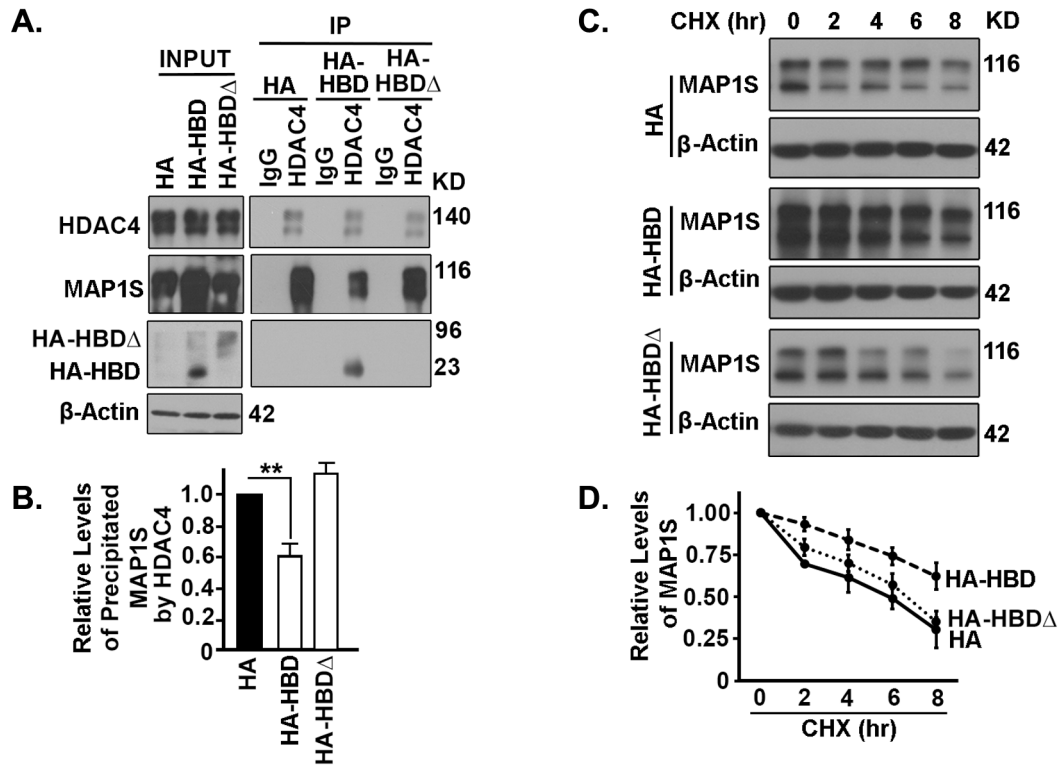 A.
IP
INPUT
HA
HA-
HBD
HA-
HBDΔ
HA
HA-HBD
HA-HBDΔ
IgG
HDAC4
IgG
HDAC4
IgG
HDAC4
KD
HDAC4
140
MAP1S
116
HA-HBDΔ
96
HA-HBD
23
β-Actin
42
B.
Relative Levels
of Precipitated
MAP1S
by HDAC4
**
1.0
0.8
0.6
0.4
0.2
0
HA
HA-HBD
HA-HBDΔ
C.
CHX (hr) 0 2 4 6 8 KD
HA
MAP1S
116
β-Actin
42
HA-HBD
MAP1S
116
β-Actin
42
HA-HBDΔ
MAP1S
116
β-Actin
42
D.
Relative Levels
of MAP1S
1.00
0.75
0.50
0.25
0
HA-HBD
HA-HBDΔ
HA
0 2 4 6 8
CHX (hr)